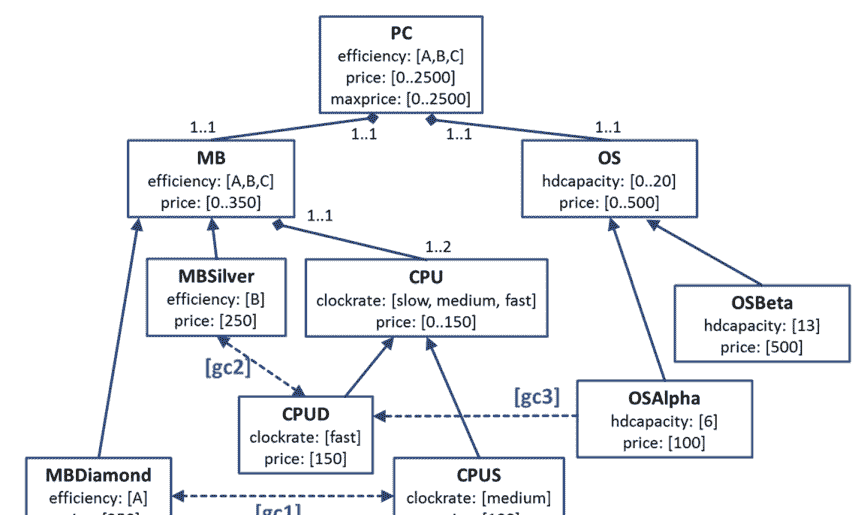 PC
efficiency: [A,B,C]
price: [0..2500]
maxprice: [0..2500]
1..1
1..1
1..1
1..1
MB
efficiency: [A,B,C]
price: [0..350]
OS
hdcapacity: [0..20]
price: [0..500]
1..1
1..2
MBSilver
efficiency: [B]
price: [250]
CPU
clockrate: [slow, medium, fast]
price: [0..150]
OSBeta
hdcapacity: [13]
price: [500]
[gc2]
[gc3]
CPUD
clockrate: [fast]
price: [150]
OSAlpha
hdcapacity: [6]
price: [100]
MBDiamond
efficiency: [A]
CPUS
clockrate: [medium]
[gc1]